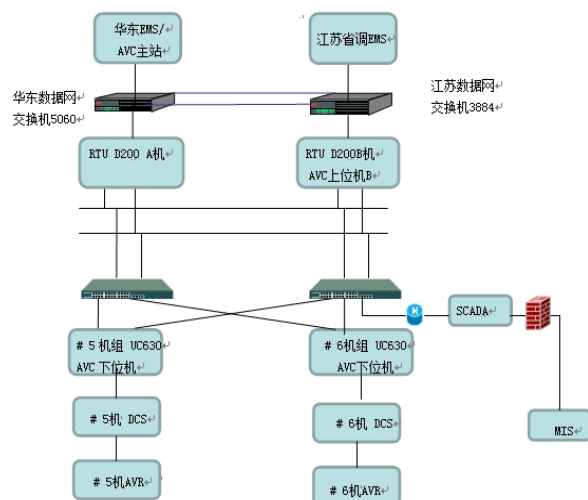 华东EMS/
AVC主站
江苏省调EMS
华东数据网
交换机5060
江苏数据网
交换机3884
RTU D200 A机
RTU D200B机
AVC上位机B
SCADA
# 5 机组 UC630
AVC 下位机
# 6机组 UC630
AVC下位机
# 5机 DCS
# 6机 DCS
MIS
# 5机AVR
# 6机AVR